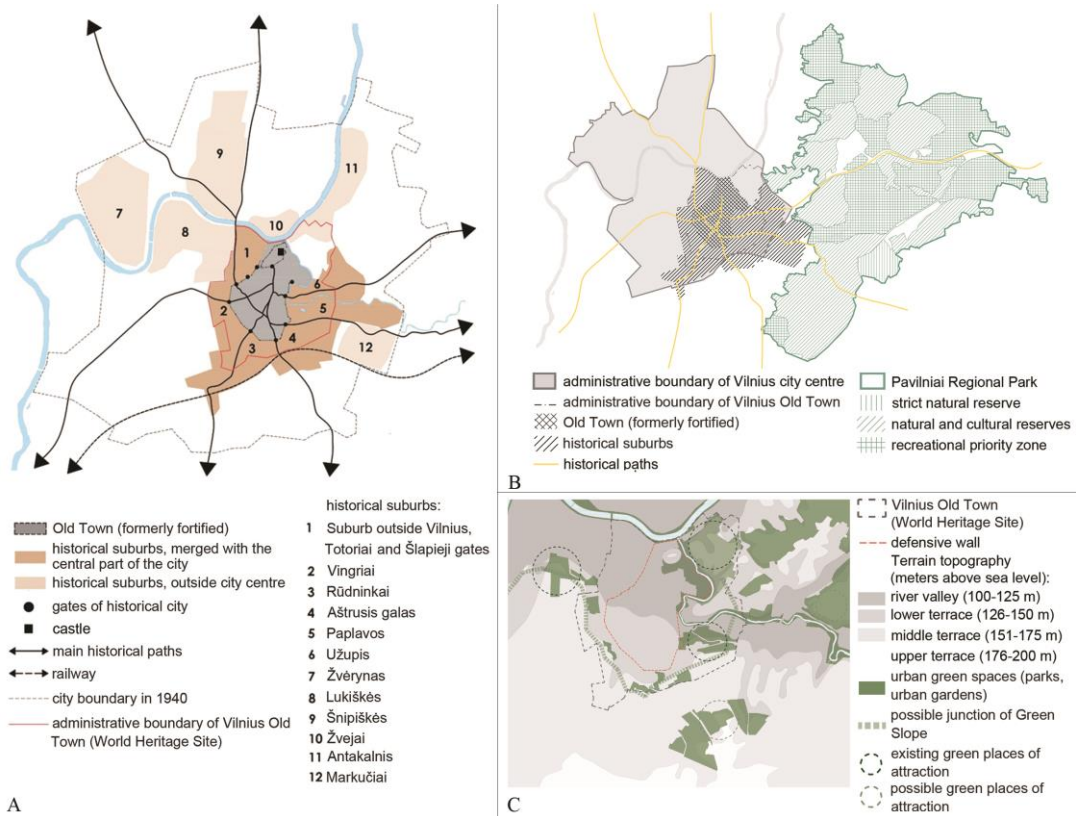 9
11
7
10
8
1
6
2
5
4
3
12
Old Town (formerly fortified)
historical suburbs, merged with the
central part of the city
historical suburbs, outside city centre
gates of historical city
castle
main historical paths
railway
city boundary in 1940
administrative boundary of Vilnius Old
Town (World Heritage Site)
historical suburbs:
1 Suburb outside Vilnius,
Totoriai and Šlapieji gates
2 Vingriai
3 Rūdninkai
4 Aštrusis galas
5 Paplavos
6 Užupis
7 Žvėrynas
8 Lukiškės
9 Šnipiškės
10 Žvejai
11 Antakalnis
12 Markučiai
A
administrative boundary of Vilnius city centre
administrative boundary of Vilnius Old Town
Old Town (formerly fortified)
historical suburbs
historical paths
Pavilniai Regional Park
strict natural reserve
natural and cultural reserves
recreational priority zone
B
Vilnius Old Town
(World Heritage Site)
defensive wall
Terrain topography
(meters above sea level):
river valley (100-125 m)
lower terrace (126-150 m)
middle terrace (151-175 m)
upper terrace (176-200 m)
urban green spaces (parks,
urban gardens)
possible junction of Green
Slope
existing green places of
attraction
possible green places of
attraction
C